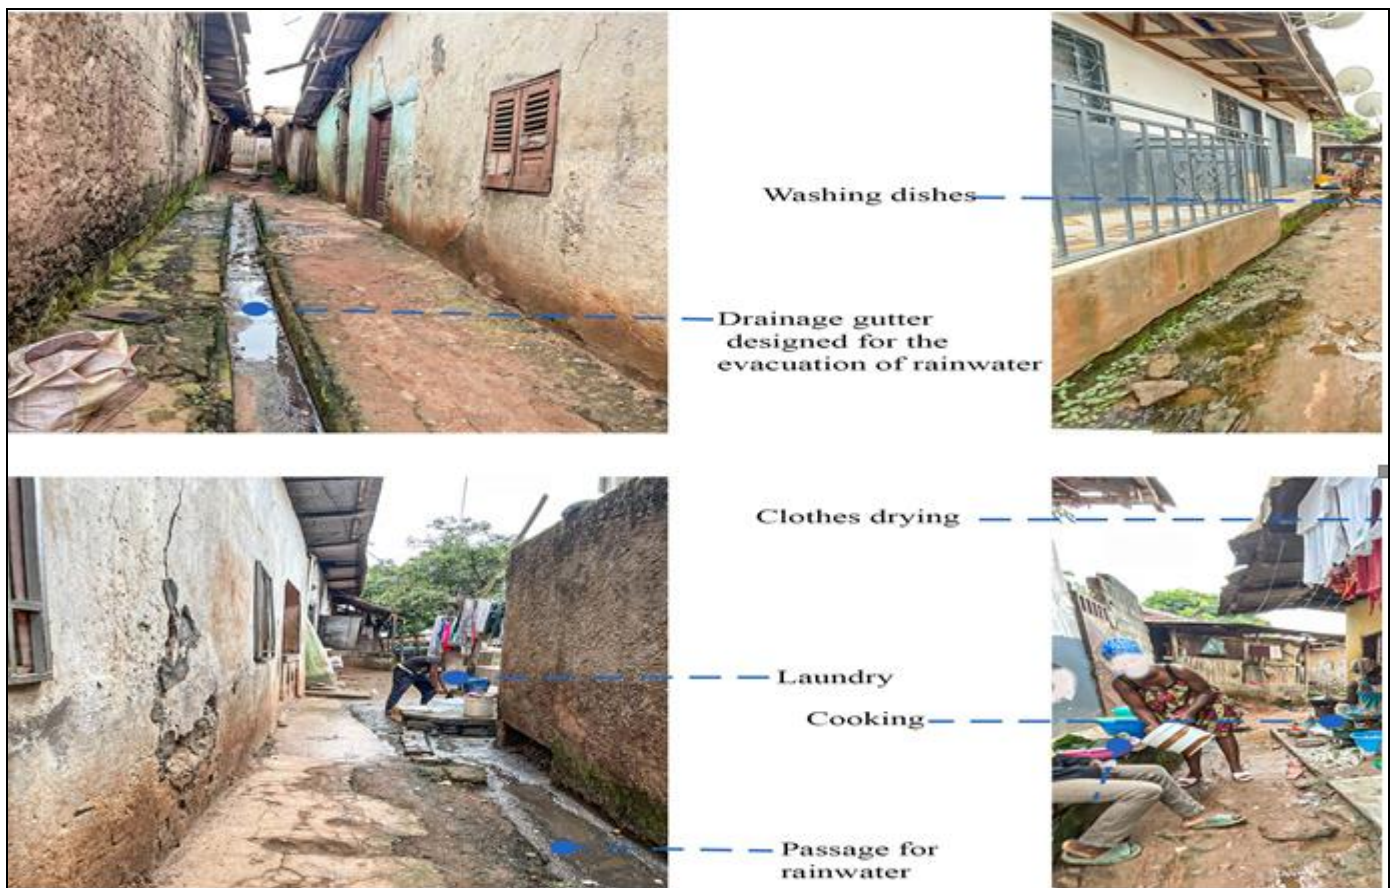 Washing dishes
Drainage gutter
designed for the
evacuation of rainwater
Clothes drying
Laundry
Cooking
Passage for
rainwater